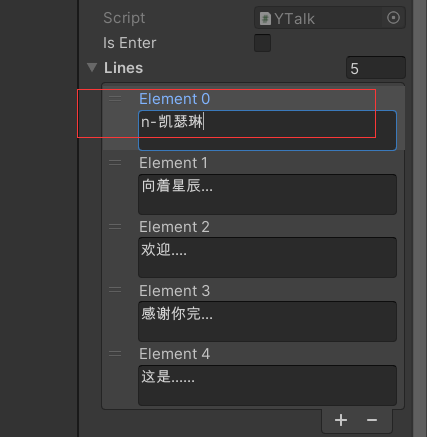 Script
YTalk
Is Enter
Lines
5
Element 0
n-凯瑟琳
Element 1
向着星辰...
Element 2
欢迎....
Element 3
感谢你完...
Element 4
这是......
+ −